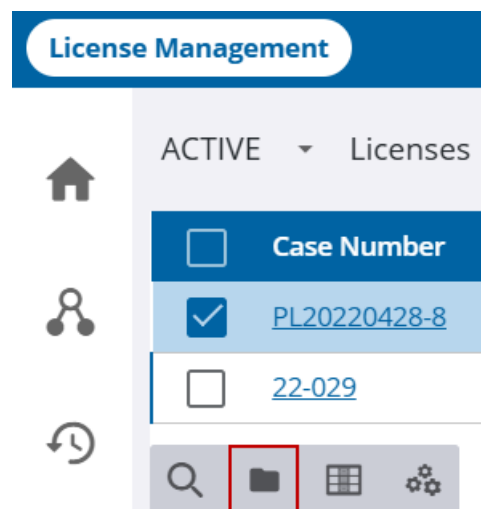 License Management
ACTIVE Licenses
Case Number
PL20220428-8
22-029